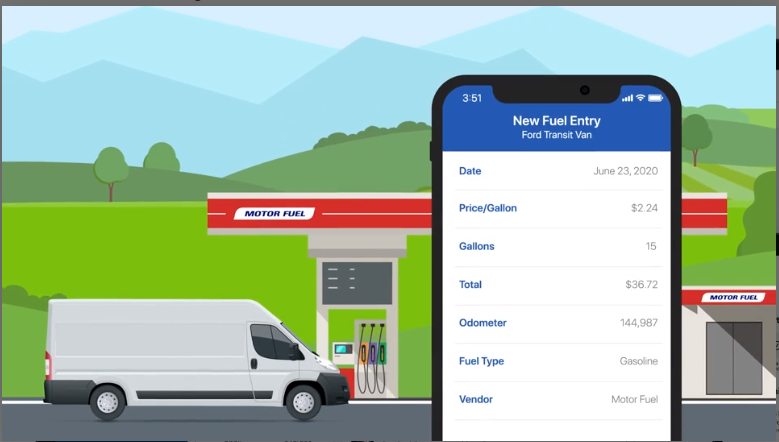 3:51
New Fuel Entry
Ford Transit Van
Date June 23, 2020
Price/Gallon $2.24
Gallons 15
Total $36.72
Odometer 144,987
Fuel Type Gasoline
Vendor Motor Fuel
MOTOR FUEL
MOTOR FUEL